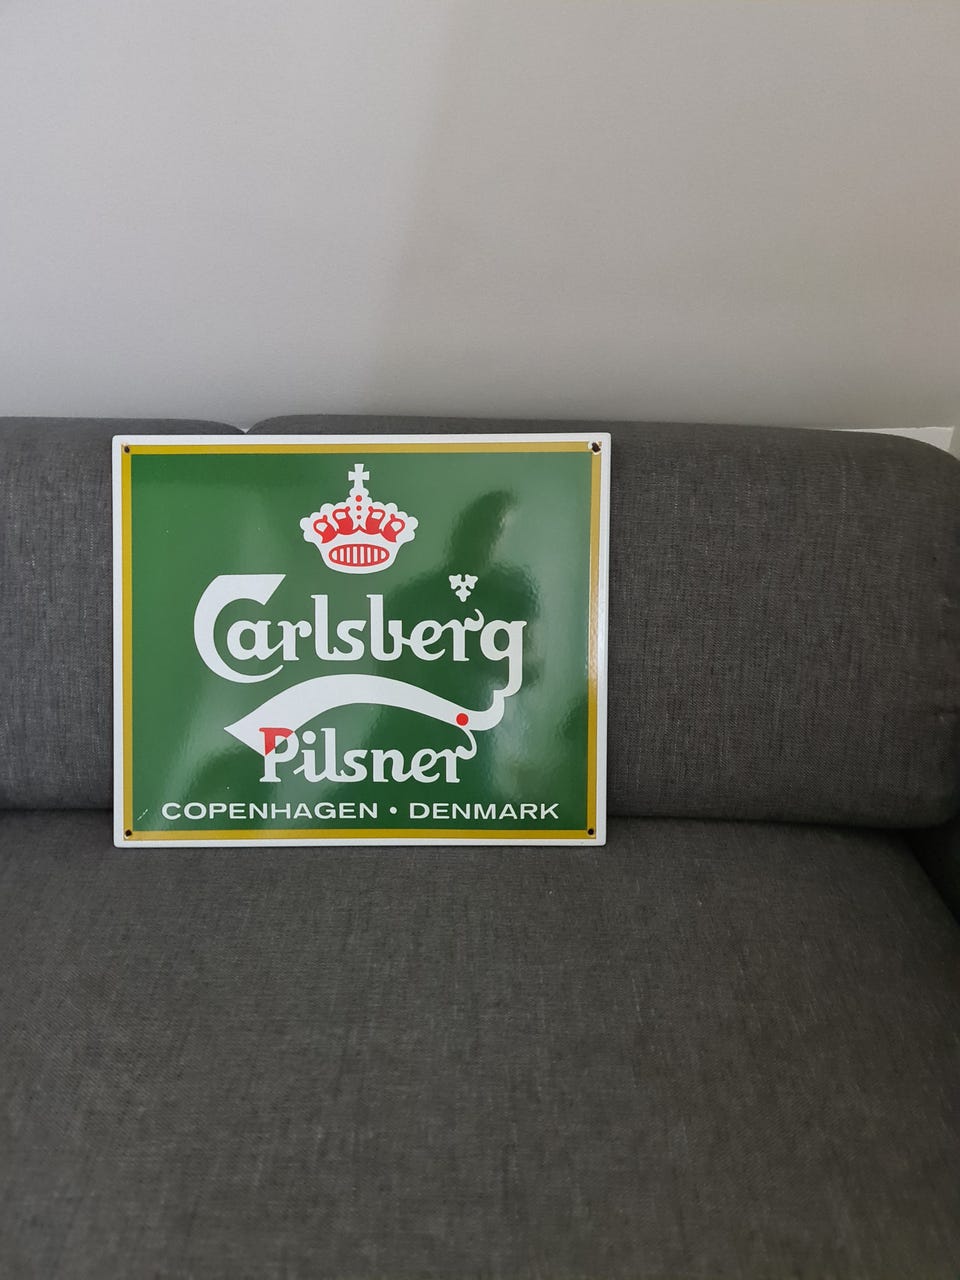 Carlsberg
Pilsner
COPENHAGEN • DENMARK